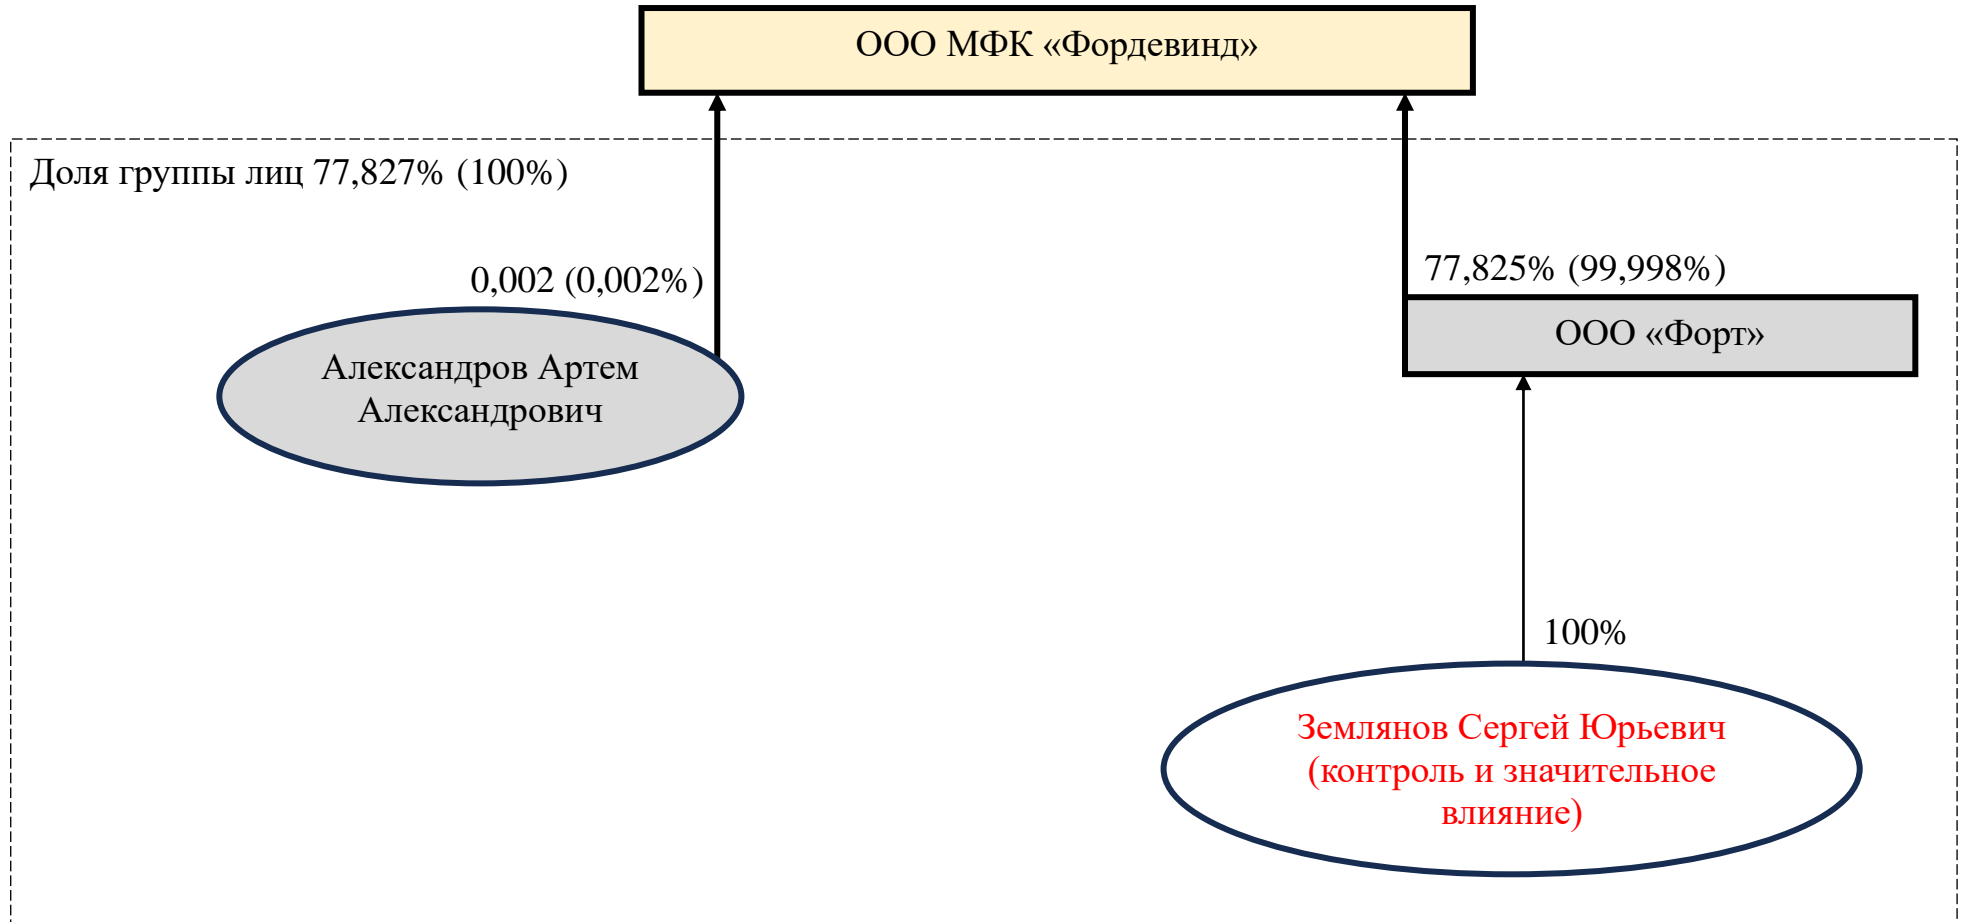 ООО МФК «Фордевинд»
Доля группы лиц 77,827% (100%)
0,002 (0,002%)
77,825% (99,998%)
ООО «Форт»
Александров Артем
Александрович
100%
Землянов Сергей Юрьевич
(контроль и значительное
влияние)